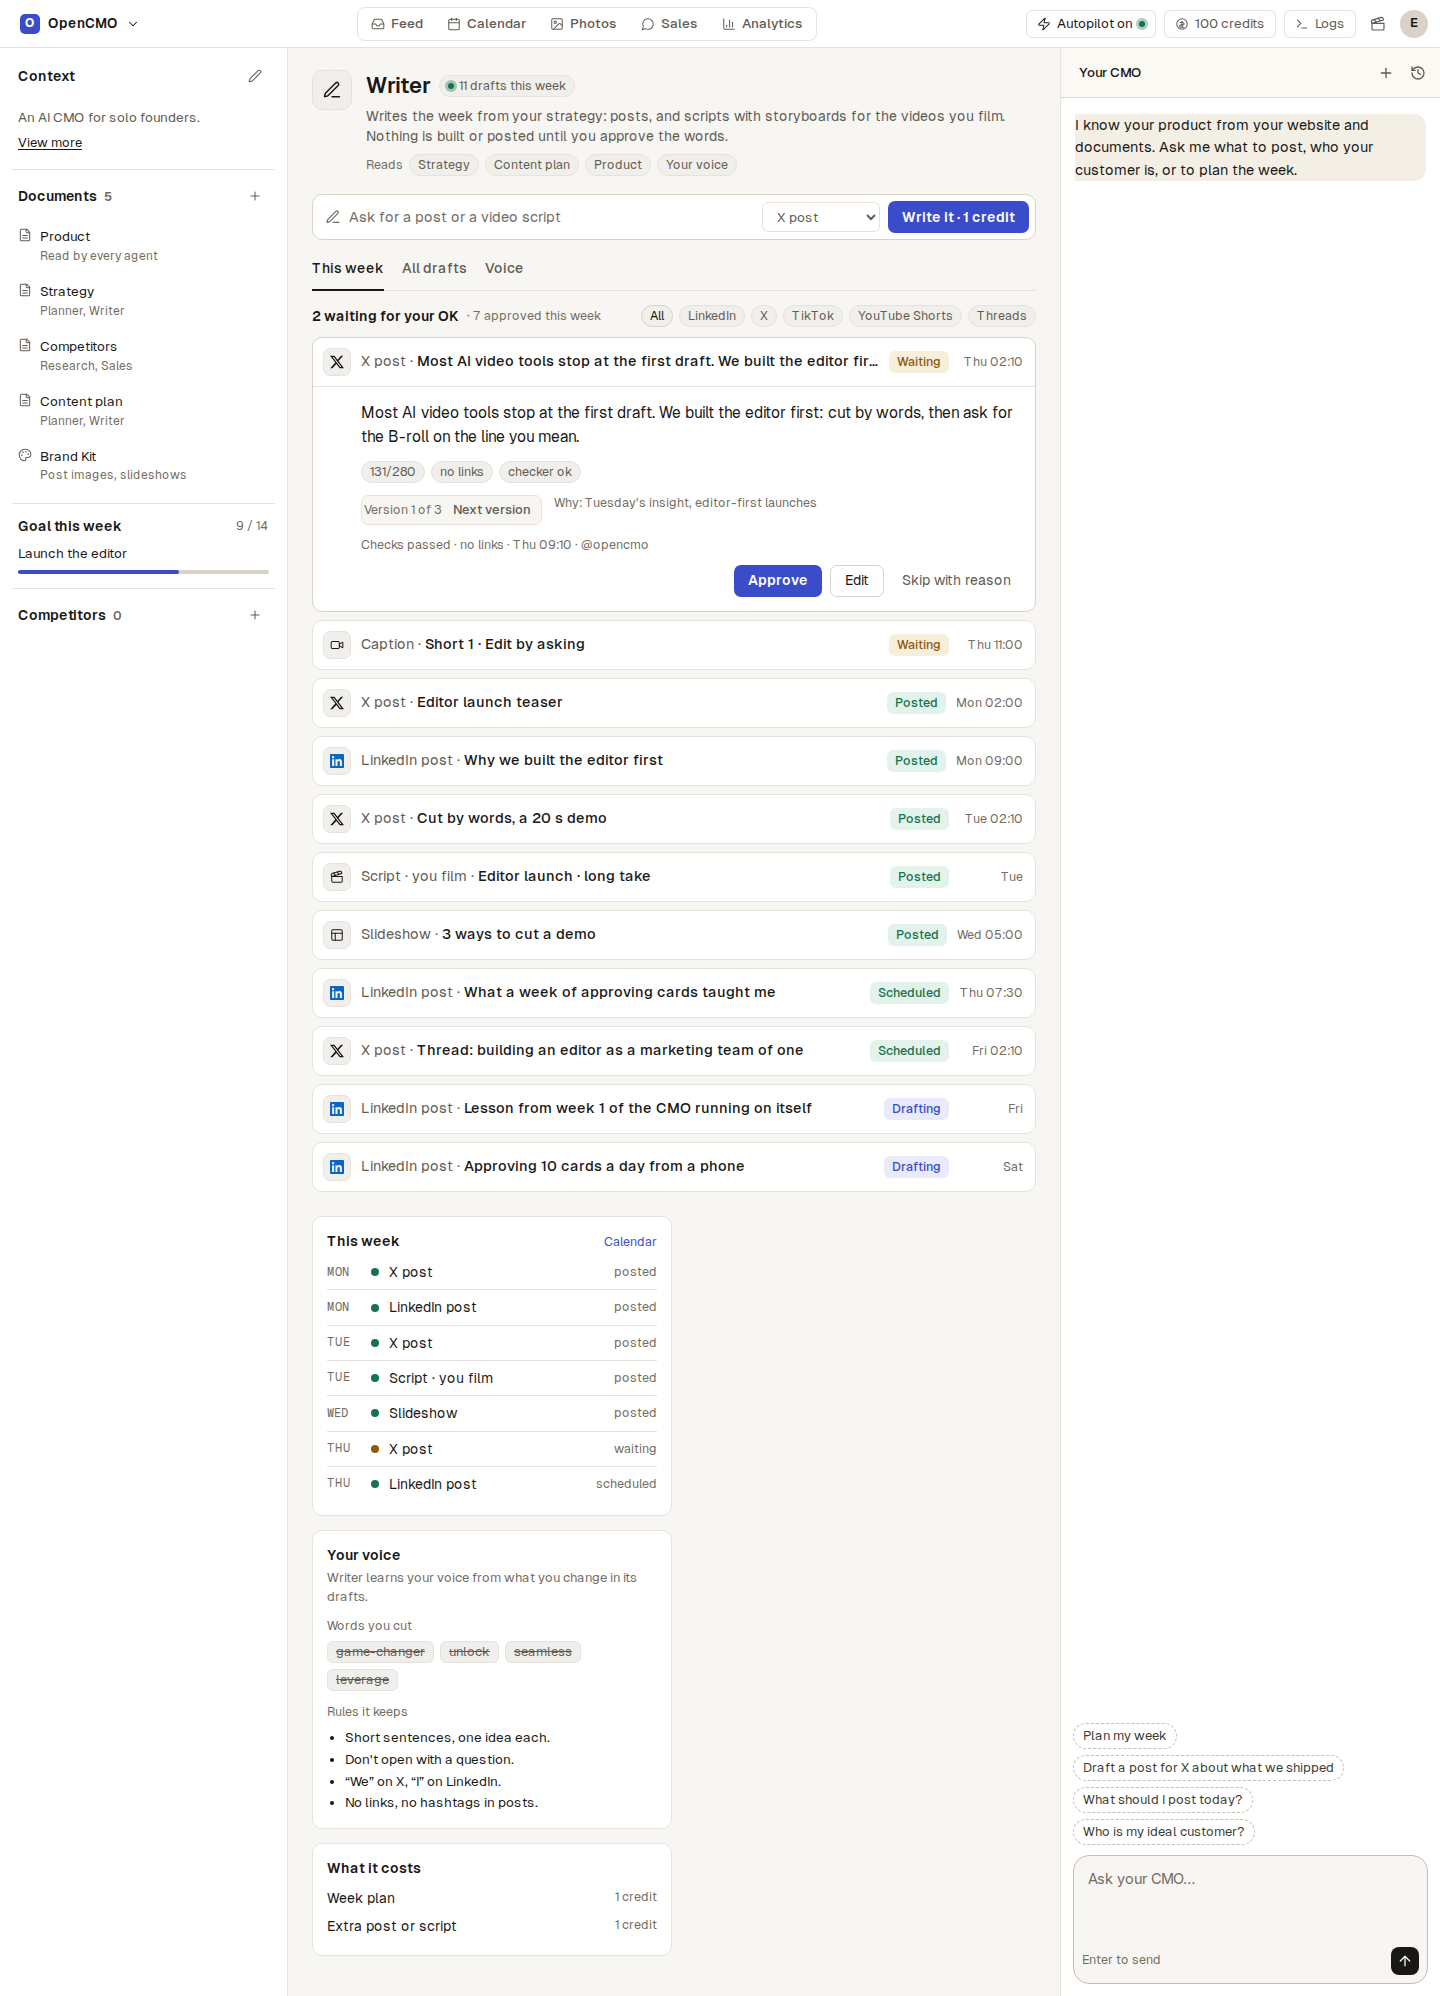 O OpenCMO
Feed Calendar Photos Sales Analytics
Autopilot on 100 credits Logs E
Context
An AI CMO for solo founders.
View more
Documents 5
Product
Read by every agent
Strategy
Planner, Writer
Competitors
Research, Sales
Content plan
Planner, Writer
Brand Kit
Post images, slideshows
Goal this week 9 / 14
Launch the editor
Competitors 0
Writer 11 drafts this week
Writes the week from your strategy: posts, and scripts with storyboards for the videos you film.
Nothing is built or posted until you approve the words.
Reads Strategy Content plan Product Your voice
Ask for a post or a video script X post Write it · 1 credit
This week All drafts Voice
2 waiting for your OK · 7 approved this week All LinkedIn X TikTok YouTube Shorts Threads
X post · Most AI video tools stop at the first draft. We built the editor fir... Waiting Thu 02:10
Most AI video tools stop at the first draft. We built the editor first: cut by words, then ask for
the B-roll on the line you mean.
131/280 no links checker ok
Version 1 of 3 Next version Why: Tuesday's insight, editor-first launches
Checks passed · no links · Thu 09:10 · @opencmo
Approve Edit Skip with reason
Caption · Short 1 · Edit by asking Waiting Thu 11:00
X post · Editor launch teaser Posted Mon 02:00
LinkedIn post · Why we built the editor first Posted Mon 09:00
X post · Cut by words, a 20 s demo Posted Tue 02:10
Script · you film · Editor launch · long take Posted Tue
Slideshow · 3 ways to cut a demo Posted Wed 05:00
LinkedIn post · What a week of approving cards taught me Scheduled Thu 07:30
X post · Thread: building an editor as a marketing team of one Scheduled Fri 02:10
LinkedIn post · Lesson from week 1 of the CMO running on itself Drafting Fri
LinkedIn post · Approving 10 cards a day from a phone Drafting Sat
This week Calendar
MON X post posted
MON LinkedIn post posted
TUE X post posted
TUE Script · you film posted
WED Slideshow posted
THU X post waiting
THU LinkedIn post scheduled
Your voice
Writer learns your voice from what you change in its
drafts.
Words you cut
game-changer unlock seamless
leverage
Rules it keeps
• Short sentences, one idea each.
• Don't open with a question.
• “We” on X, “I” on LinkedIn.
• No links, no hashtags in posts.
What it costs
Week plan 1 credit
Extra post or script 1 credit
Your CMO
I know your product from your website and
documents. Ask me what to post, who your
customer is, or to plan the week.
Plan my week
Draft a post for X about what we shipped
What should I post today?
Who is my ideal customer?
Ask your CMO...
Enter to send